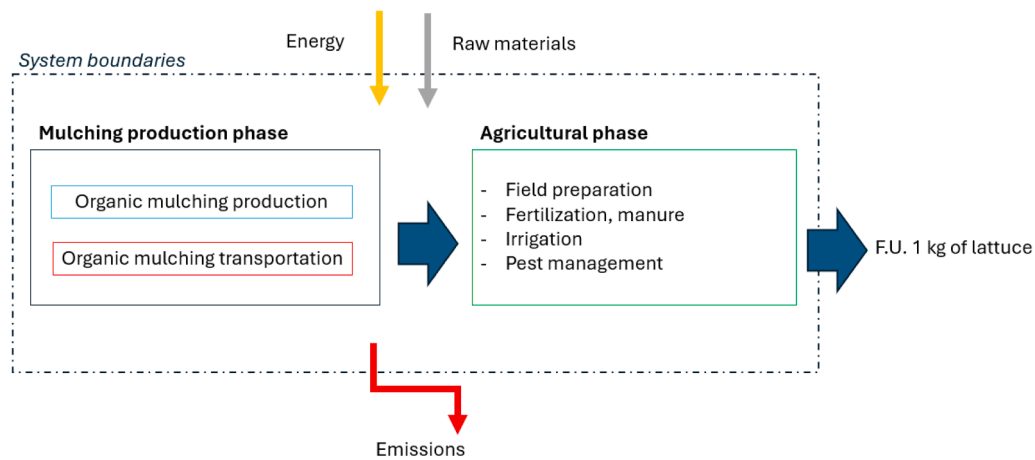 Energy
Raw materials
System boundaries
Mulching production phase
Organic mulching production
Organic mulching transportation
Agricultural phase
- Field preparation
- Fertilization, manure
- Irrigation
- Pest management
F.U. 1 kg of lattuce
Emissions